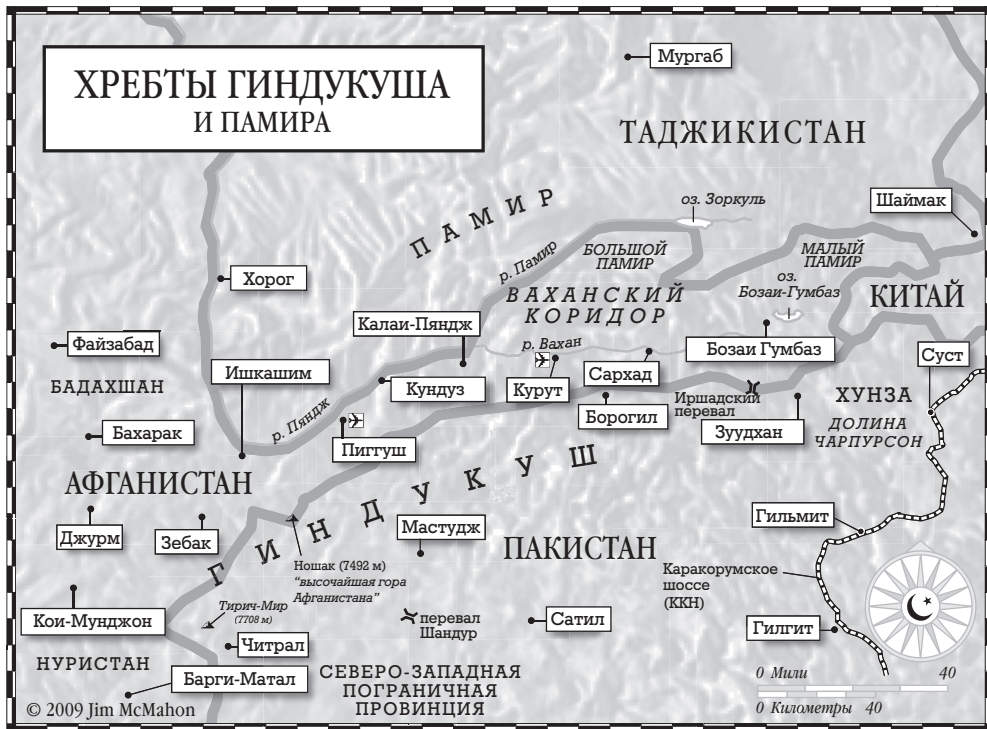 ХРЕБТЫ ГИНДУКУША
И ПАМИРА
Мургаб
ТАДЖИКИСТАН
Шаймак
оз. Зоркуль
ПАМИР
р. Памир
БОЛЬШОЙ
ПАМИР
МАЛЫЙ
ПАМИР
оз.
Бозаи-Гумбаз
КИТАЙ
Хорог
ВАХАНСКИЙ
КОРИДОР
Калаи-Пяндж
р. Вахан
Бозаи Гумбаз
Файзабад
Суст
БАДАХШАН
Ишкашим
Кундуз
Курут
Сархад
Иршадский
перевал
ХУНЗА
Борогил
Зуудхан
ДОЛИНА
ЧАРПУРСОН
р. Пяндж
Бахарак
Пиггуш
АФГАНИСТАН
ГИНДУКУШ
Джурм
Зебак
Мастудж
ПАКИСТАН
Гильмит
Ношак (7492 м)
"высочайшая гора
Афганистана"
Каракорумское
шоссе
(ККН)
Кои-Мунджон
Тирич-Мир
(7708 м)
перевал
Шандур
Сатил
Гилгит
Читрал
НУРИСТАН
Барги-Матал
СЕВЕРО-ЗАПАДНАЯ
ПОГРАНИЧНАЯ
ПРОВИНЦИЯ
0 Мили 40
0 Километры 40
© 2009 Jim McMahon